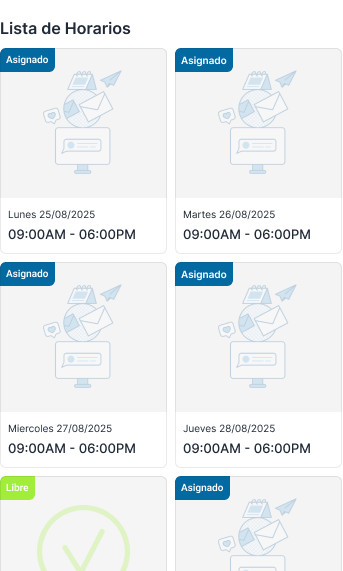 Lista de Horarios
Asignado
Asignado
Lunes 25/08/2025
Martes 26/08/2025
09:00AM - 06:00PM
09:00AM - 06:00PM
Asignado
Asignado
Miercoles 27/08/2025
Jueves 28/08/2025
09:00AM - 06:00PM
09:00AM - 06:00PM
Libre
Asignado